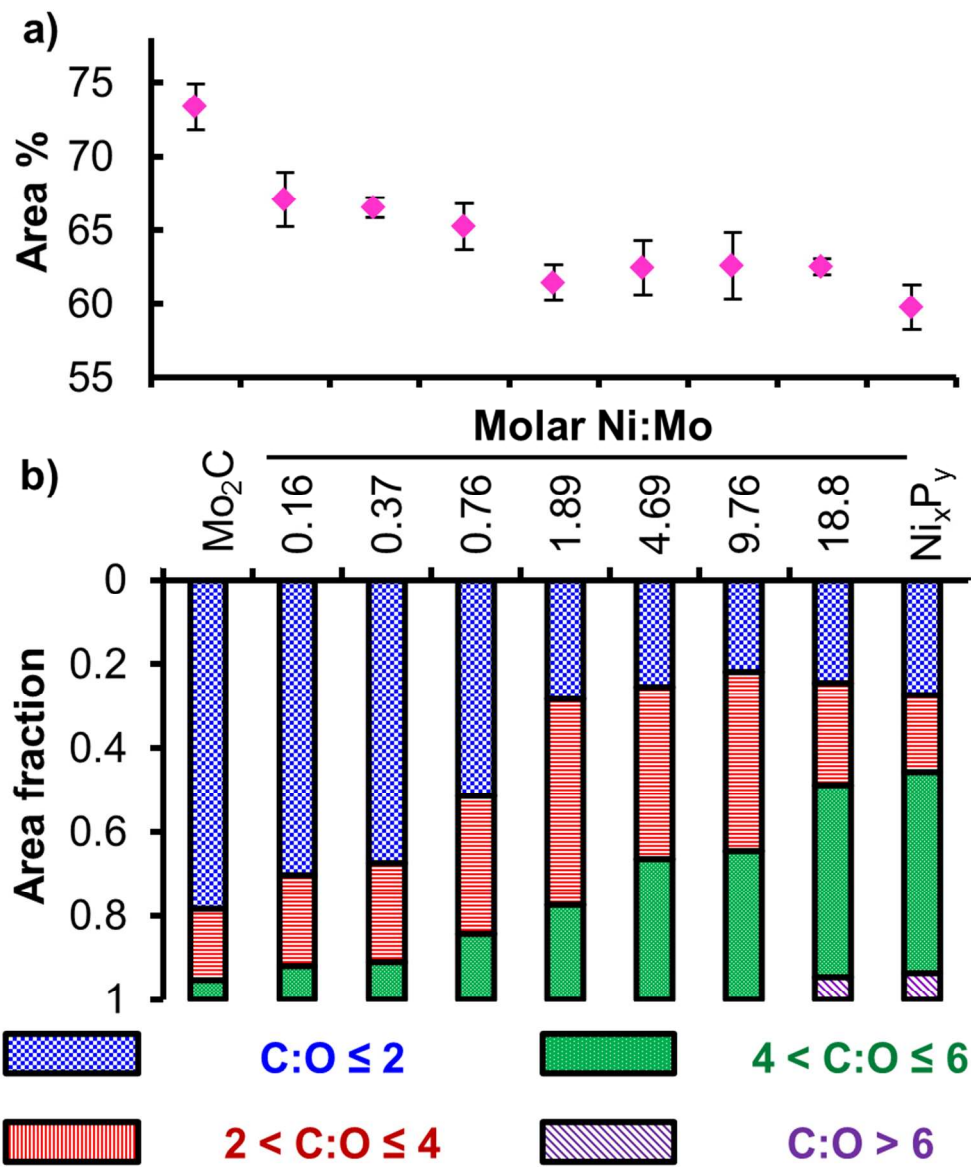 a)
Area %
75
70
65
60
55
Molar Ni:Mo
b)
Mo₂C
0.16
0.37
0.76
1.89
4.69
9.76
18.8
NiₓPᵧ
Area fraction
0
0.2
0.4
0.6
0.8
1
C:O ≤ 2
4 < C:O ≤ 6
2 < C:O ≤ 4
C:O > 6